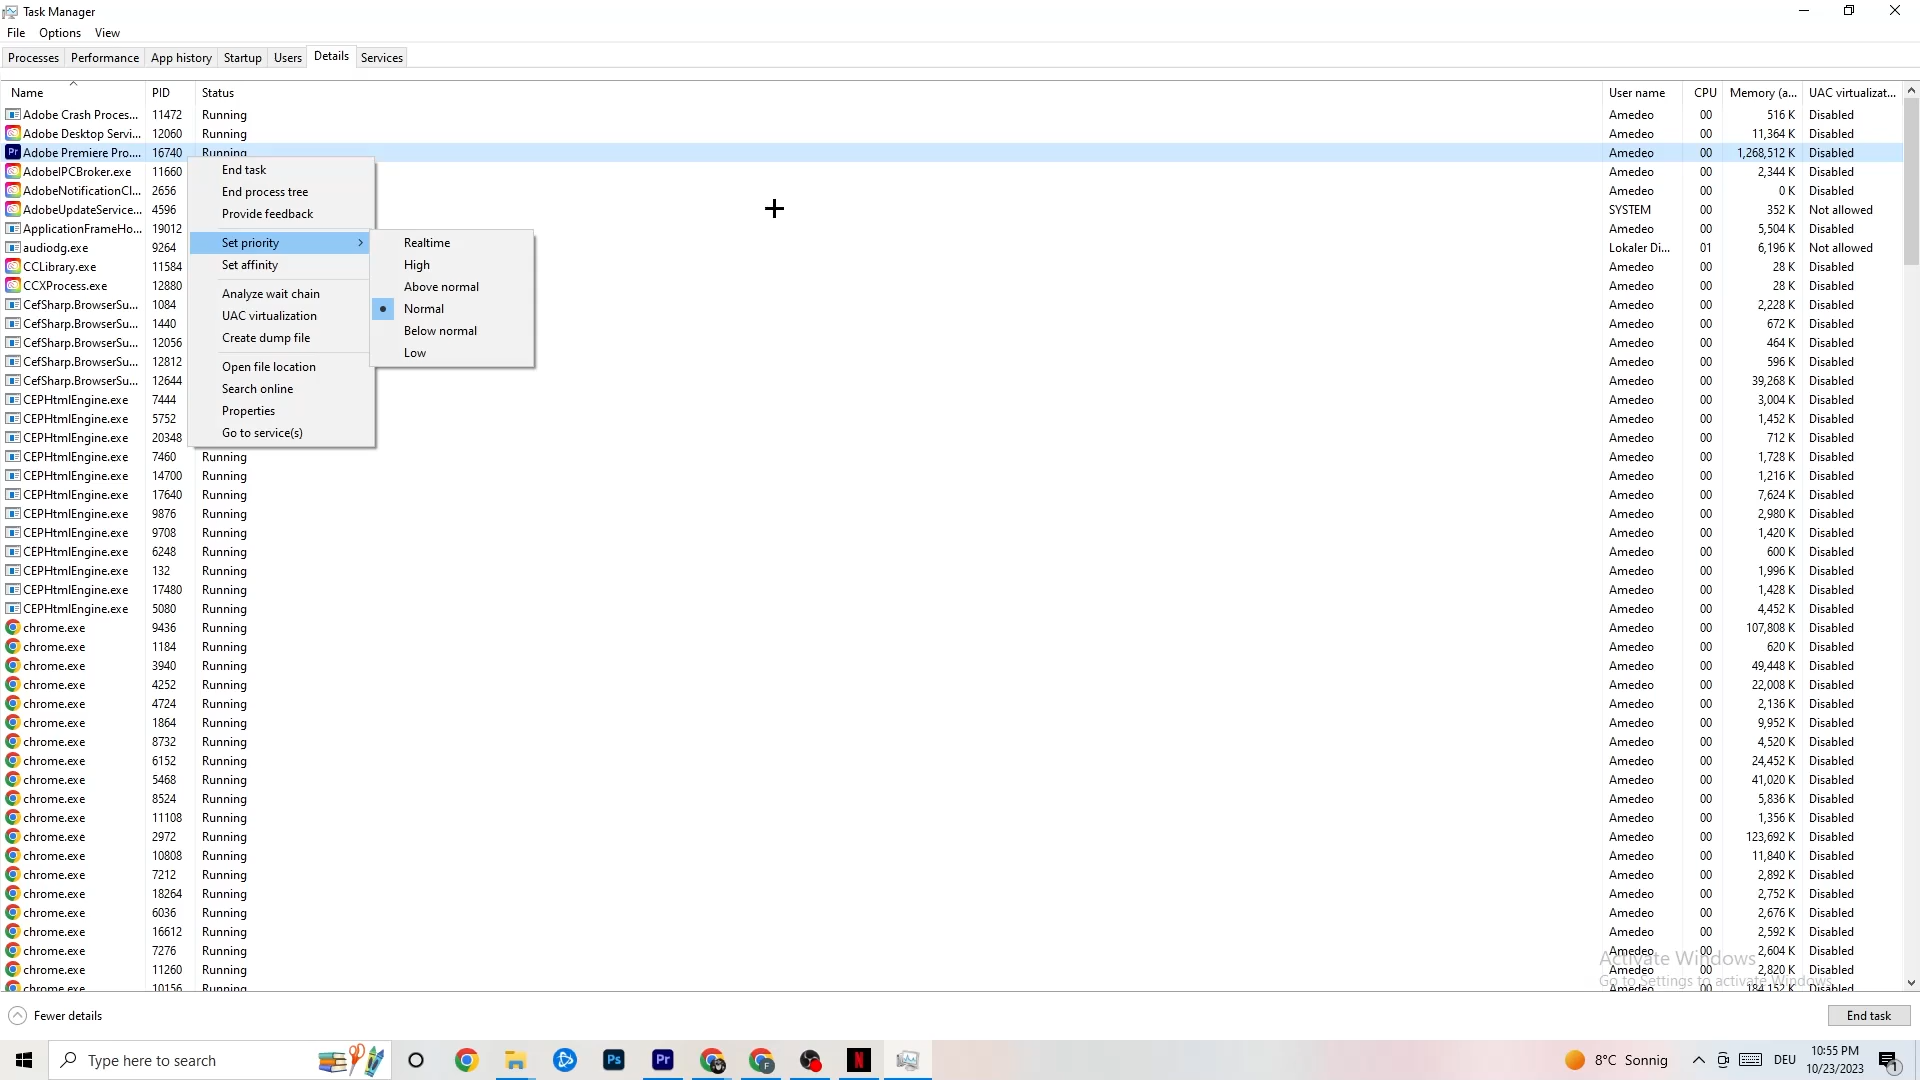 Task Manager
File Options View
Processes Performance App history Startup Users Details Services
Name PID Status User name CPU Memory (a... UAC virtualizat...
Adobe Crash Proces... 11472 Running Amedeo 00 516 K Disabled
Adobe Desktop Servi... 12060 Running Amedeo 00 11,364 K Disabled
Pr Adobe Premiere Pro.... 16740 Running Amedeo 00 1,268,512 K Disabled
AdobeIPCBroker.exe 11660 Amedeo 00 2,344 K Disabled
AdobeNotificationCl... 2656 Amedeo 00 0 K Disabled
AdobeUpdateService... 4596 SYSTEM 00 352 K Not allowed
ApplicationFrameHo... 19012 Amedeo 00 5,504 K Disabled
audiodg.exe 9264 Lokaler Di... 01 6,196 K Not allowed
CCLibrary.exe 11584 Amedeo 00 28 K Disabled
CCXProcess.exe 12880 Amedeo 00 28 K Disabled
CefSharp.BrowserSu... 1084 Amedeo 00 2,228 K Disabled
CefSharp.BrowserSu... 1440 Amedeo 00 672 K Disabled
CefSharp.BrowserSu... 12056 Amedeo 00 464 K Disabled
CefSharp.BrowserSu... 12812 Amedeo 00 596 K Disabled
CefSharp.BrowserSu... 12644 Amedeo 00 39,268 K Disabled
CEPHtmlEngine.exe 7444 Amedeo 00 3,004 K Disabled
CEPHtmlEngine.exe 5752 Amedeo 00 1,452 K Disabled
CEPHtmlEngine.exe 20348 Amedeo 00 712 K Disabled
CEPHtmlEngine.exe 7460 Running Amedeo 00 1,728 K Disabled
CEPHtmlEngine.exe 14700 Running Amedeo 00 1,216 K Disabled
CEPHtmlEngine.exe 17640 Running Amedeo 00 7,624 K Disabled
CEPHtmlEngine.exe 9876 Running Amedeo 00 2,980 K Disabled
CEPHtmlEngine.exe 9708 Running Amedeo 00 1,420 K Disabled
CEPHtmlEngine.exe 6248 Running Amedeo 00 600 K Disabled
CEPHtmlEngine.exe 132 Running Amedeo 00 1,996 K Disabled
CEPHtmlEngine.exe 17480 Running Amedeo 00 1,428 K Disabled
CEPHtmlEngine.exe 5080 Running Amedeo 00 4,452 K Disabled
chrome.exe 9436 Running Amedeo 00 107,808 K Disabled
chrome.exe 1184 Running Amedeo 00 620 K Disabled
chrome.exe 3940 Running Amedeo 00 49,448 K Disabled
chrome.exe 4252 Running Amedeo 00 22,008 K Disabled
chrome.exe 4724 Running Amedeo 00 2,136 K Disabled
chrome.exe 1864 Running Amedeo 00 9,952 K Disabled
chrome.exe 8732 Running Amedeo 00 4,520 K Disabled
chrome.exe 6152 Running Amedeo 00 24,452 K Disabled
chrome.exe 5468 Running Amedeo 00 41,020 K Disabled
chrome.exe 8524 Running Amedeo 00 5,836 K Disabled
chrome.exe 11108 Running Amedeo 00 1,356 K Disabled
chrome.exe 2972 Running Amedeo 00 123,692 K Disabled
chrome.exe 10808 Running Amedeo 00 11,840 K Disabled
chrome.exe 7212 Running Amedeo 00 2,892 K Disabled
chrome.exe 18264 Running Amedeo 00 2,752 K Disabled
chrome.exe 6036 Running Amedeo 00 2,676 K Disabled
chrome.exe 16612 Running Amedeo 00 2,592 K Disabled
chrome.exe 7276 Running Amedeo 00 2,604 K Disabled
chrome.exe 11260 Running Amedeo 00 2,820 K Disabled
chrome.exe 10156 Running Amedeo 00 184,152 K Disabled
End task
End process tree
Provide feedback
Set priority
Set affinity
Analyze wait chain
UAC virtualization
Create dump file
Open file location
Search online
Properties
Go to service(s)
Realtime
High
Above normal
Normal
Below normal
Low
Activate Windows
Go to Settings to activate Windows.
Fewer details End task
Type here to search Ps Pr F N 8°C Sonnig DEU 10:55 PM
10/23/2023 1